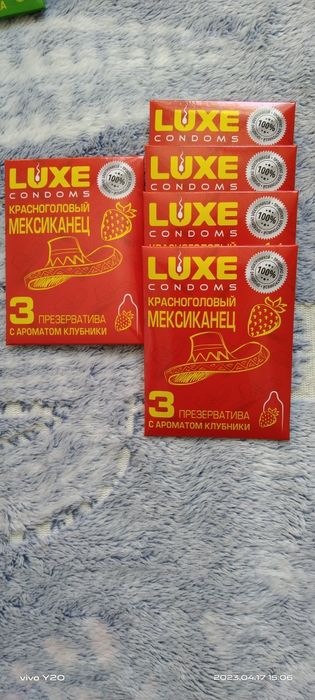 LUXE
CONDOMS
100%
КРАСНОГОЛОВЫЙ
МЕКСИКАНЕЦ
3 ПРЕЗЕРВАТИВА
С АРОМАТОМ КЛУБНИКИ
LUXE
CONDOMS
100%
LUXE
CONDOMS
100%
LUXE
CONDOMS
100%
LUXE
CONDOMS
100%
КРАСНОГОЛОВЫЙ
МЕКСИКАНЕЦ
3 ПРЕЗЕРВАТИВА
С АРОМАТОМ КЛУБНИКИ
vivo Y20
2023.04.17 15:06